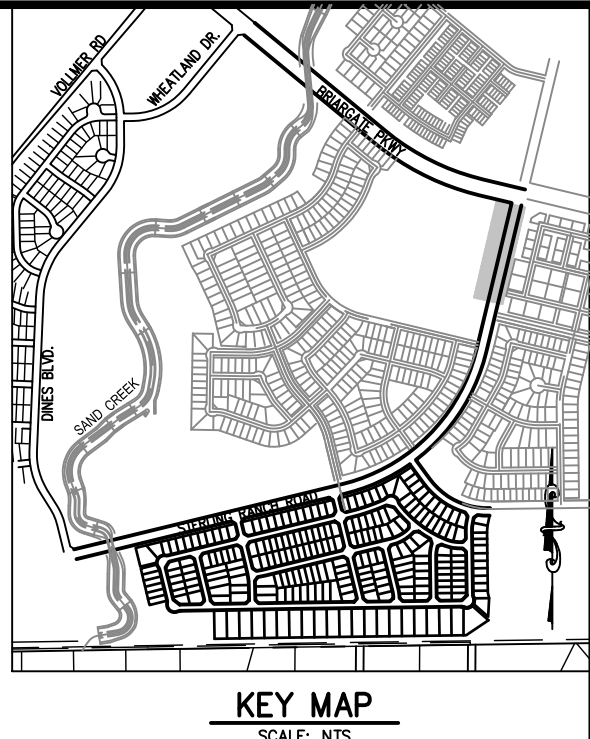 VOLLMER RD
WHEATLAND DR.
BRIARGATE PKWY
DINES BLVD.
SAND CREEK
STERLING RANCH ROAD
KEY MAP
SCALE: NTS